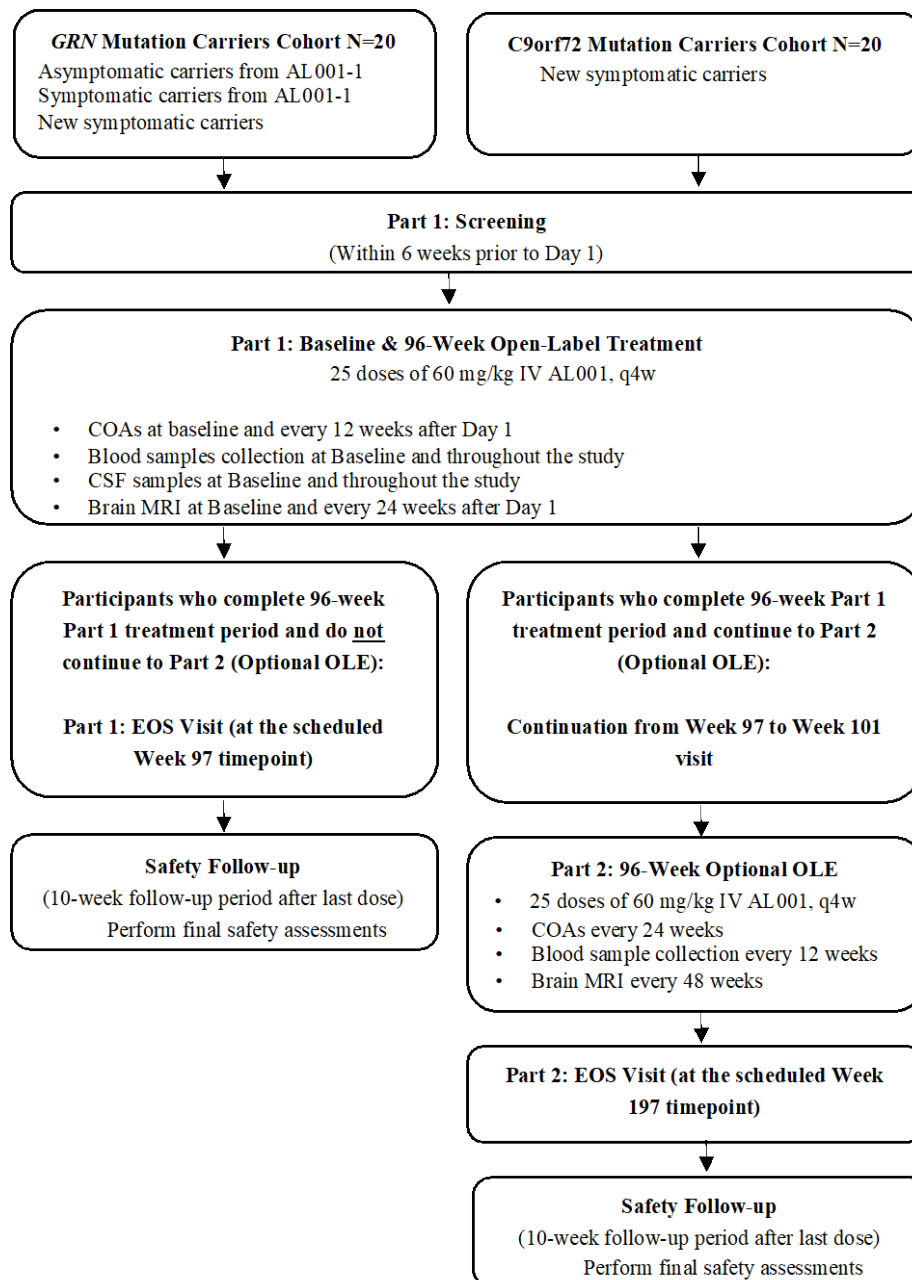 GRN Mutation Carriers Cohort N=20
Asymptomatic carriers from AL001-1
Symptomatic carriers from AL001-1
New symptomatic carriers
C9orf72 Mutation Carriers Cohort N=20
New symptomatic carriers
Part 1: Screening
(Within 6 weeks prior to Day 1)
Part 1: Baseline & 96-Week Open-Label Treatment
25 doses of 60 mg/kg IV AL001, q4w
• COAs at baseline and every 12 weeks after Day 1
• Blood samples collection at Baseline and throughout the study
• CSF samples at Baseline and throughout the study
• Brain MRI at Baseline and every 24 weeks after Day 1
Participants who complete 96-week
Part 1 treatment period and do not
continue to Part 2 (Optional OLE):
Part 1: EOS Visit (at the scheduled
Week 97 timepoint)
Participants who complete 96-week Part 1
treatment period and continue to Part 2
(Optional OLE):
Continuation from Week 97 to Week 101
visit
Safety Follow-up
(10-week follow-up period after last dose)
Perform final safety assessments
Part 2: 96-Week Optional OLE
• 25 doses of 60 mg/kg IV AL001, q4w
• COAs every 24 weeks
• Blood sample collection every 12 weeks
• Brain MRI every 48 weeks
Part 2: EOS Visit (at the scheduled Week
197 timepoint)
Safety Follow-up
(10-week follow-up period after last dose)
Perform final safety assessments